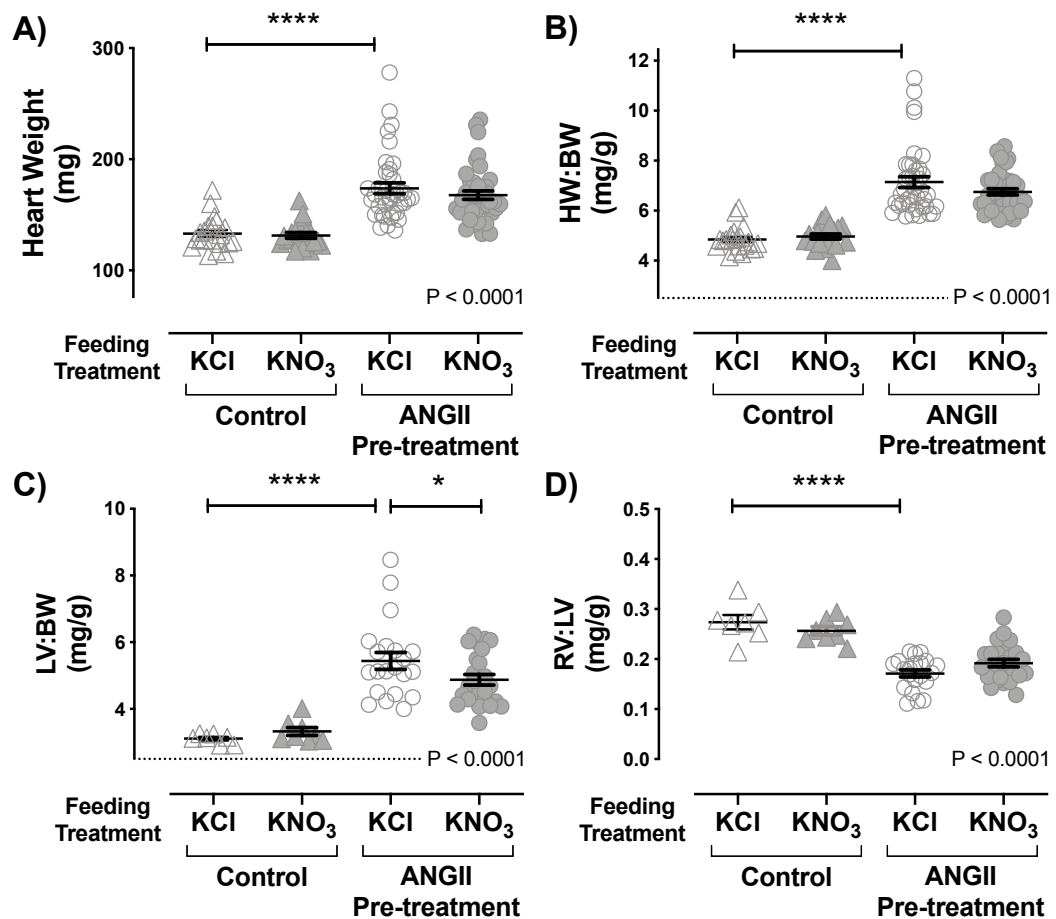 A)
****
Heart Weight
(mg)
300
200
100
P < 0.0001
Feeding
Treatment
KCl
KNO₃
KCl
KNO₃
Control
ANGII
Pre-treatment
B)
****
HW:BW
(mg/g)
12
10
8
6
4
P < 0.0001
Feeding
Treatment
KCl
KNO₃
KCl
KNO₃
Control
ANGII
Pre-treatment
C)
****
*
LV:BW
(mg/g)
10
8
6
4
P < 0.0001
Feeding
Treatment
KCl
KNO₃
KCl
KNO₃
Control
ANGII
Pre-treatment
D)
****
RV:LV
(mg/g)
0.5
0.4
0.3
0.2
0.1
0.0
P < 0.0001
Feeding
Treatment
KCl
KNO₃
KCl
KNO₃
Control
ANGII
Pre-treatment